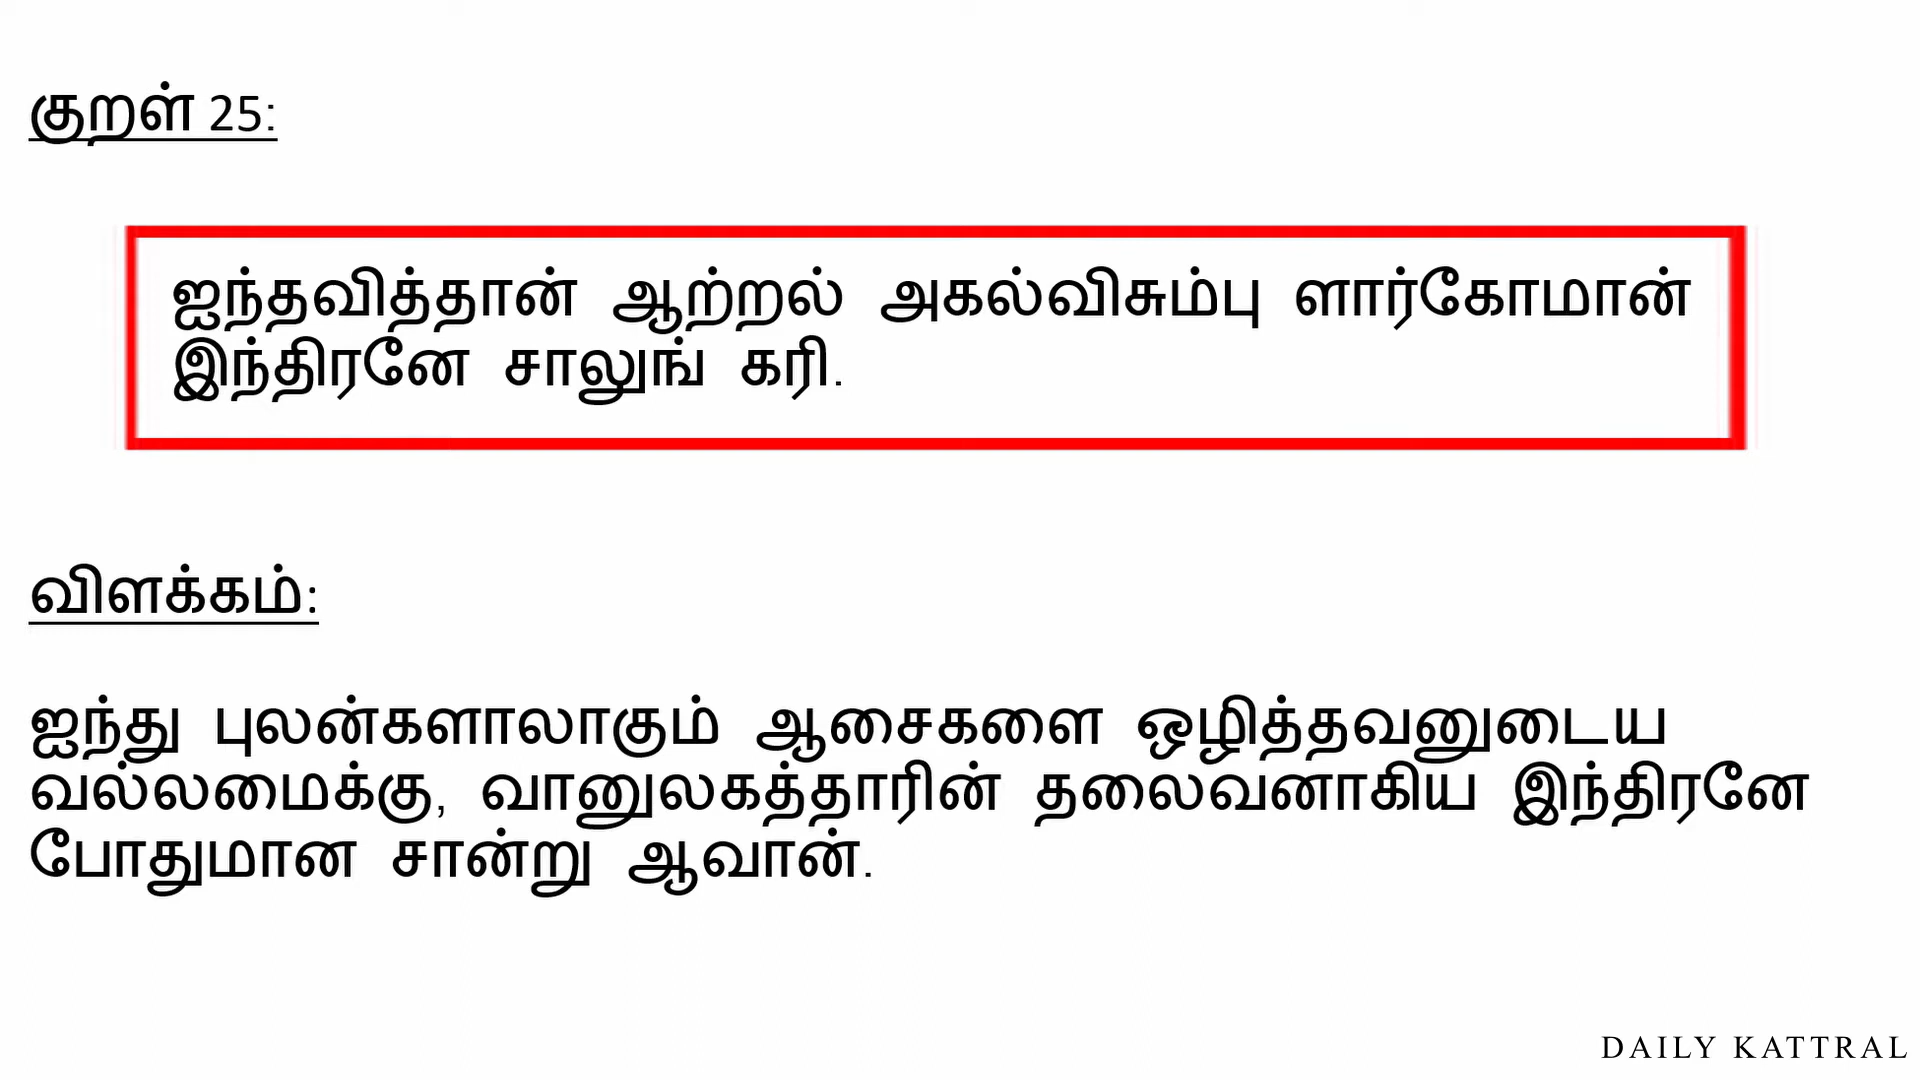 குறள் 25:
ஐந்தவித்தான் ஆற்றல் அகல்விசும்பு ளார்கோமான்
இந்திரனே சாலுங் கரி.
விளக்கம்:
ஐந்து புலன்களாலாகும் ஆசைகளை ஒழித்தவனுடைய
வல்லமைக்கு, வானுலகத்தாரின் தலைவனாகிய இந்திரனே
போதுமான சான்று ஆவான்.
DAILY KATTRAL